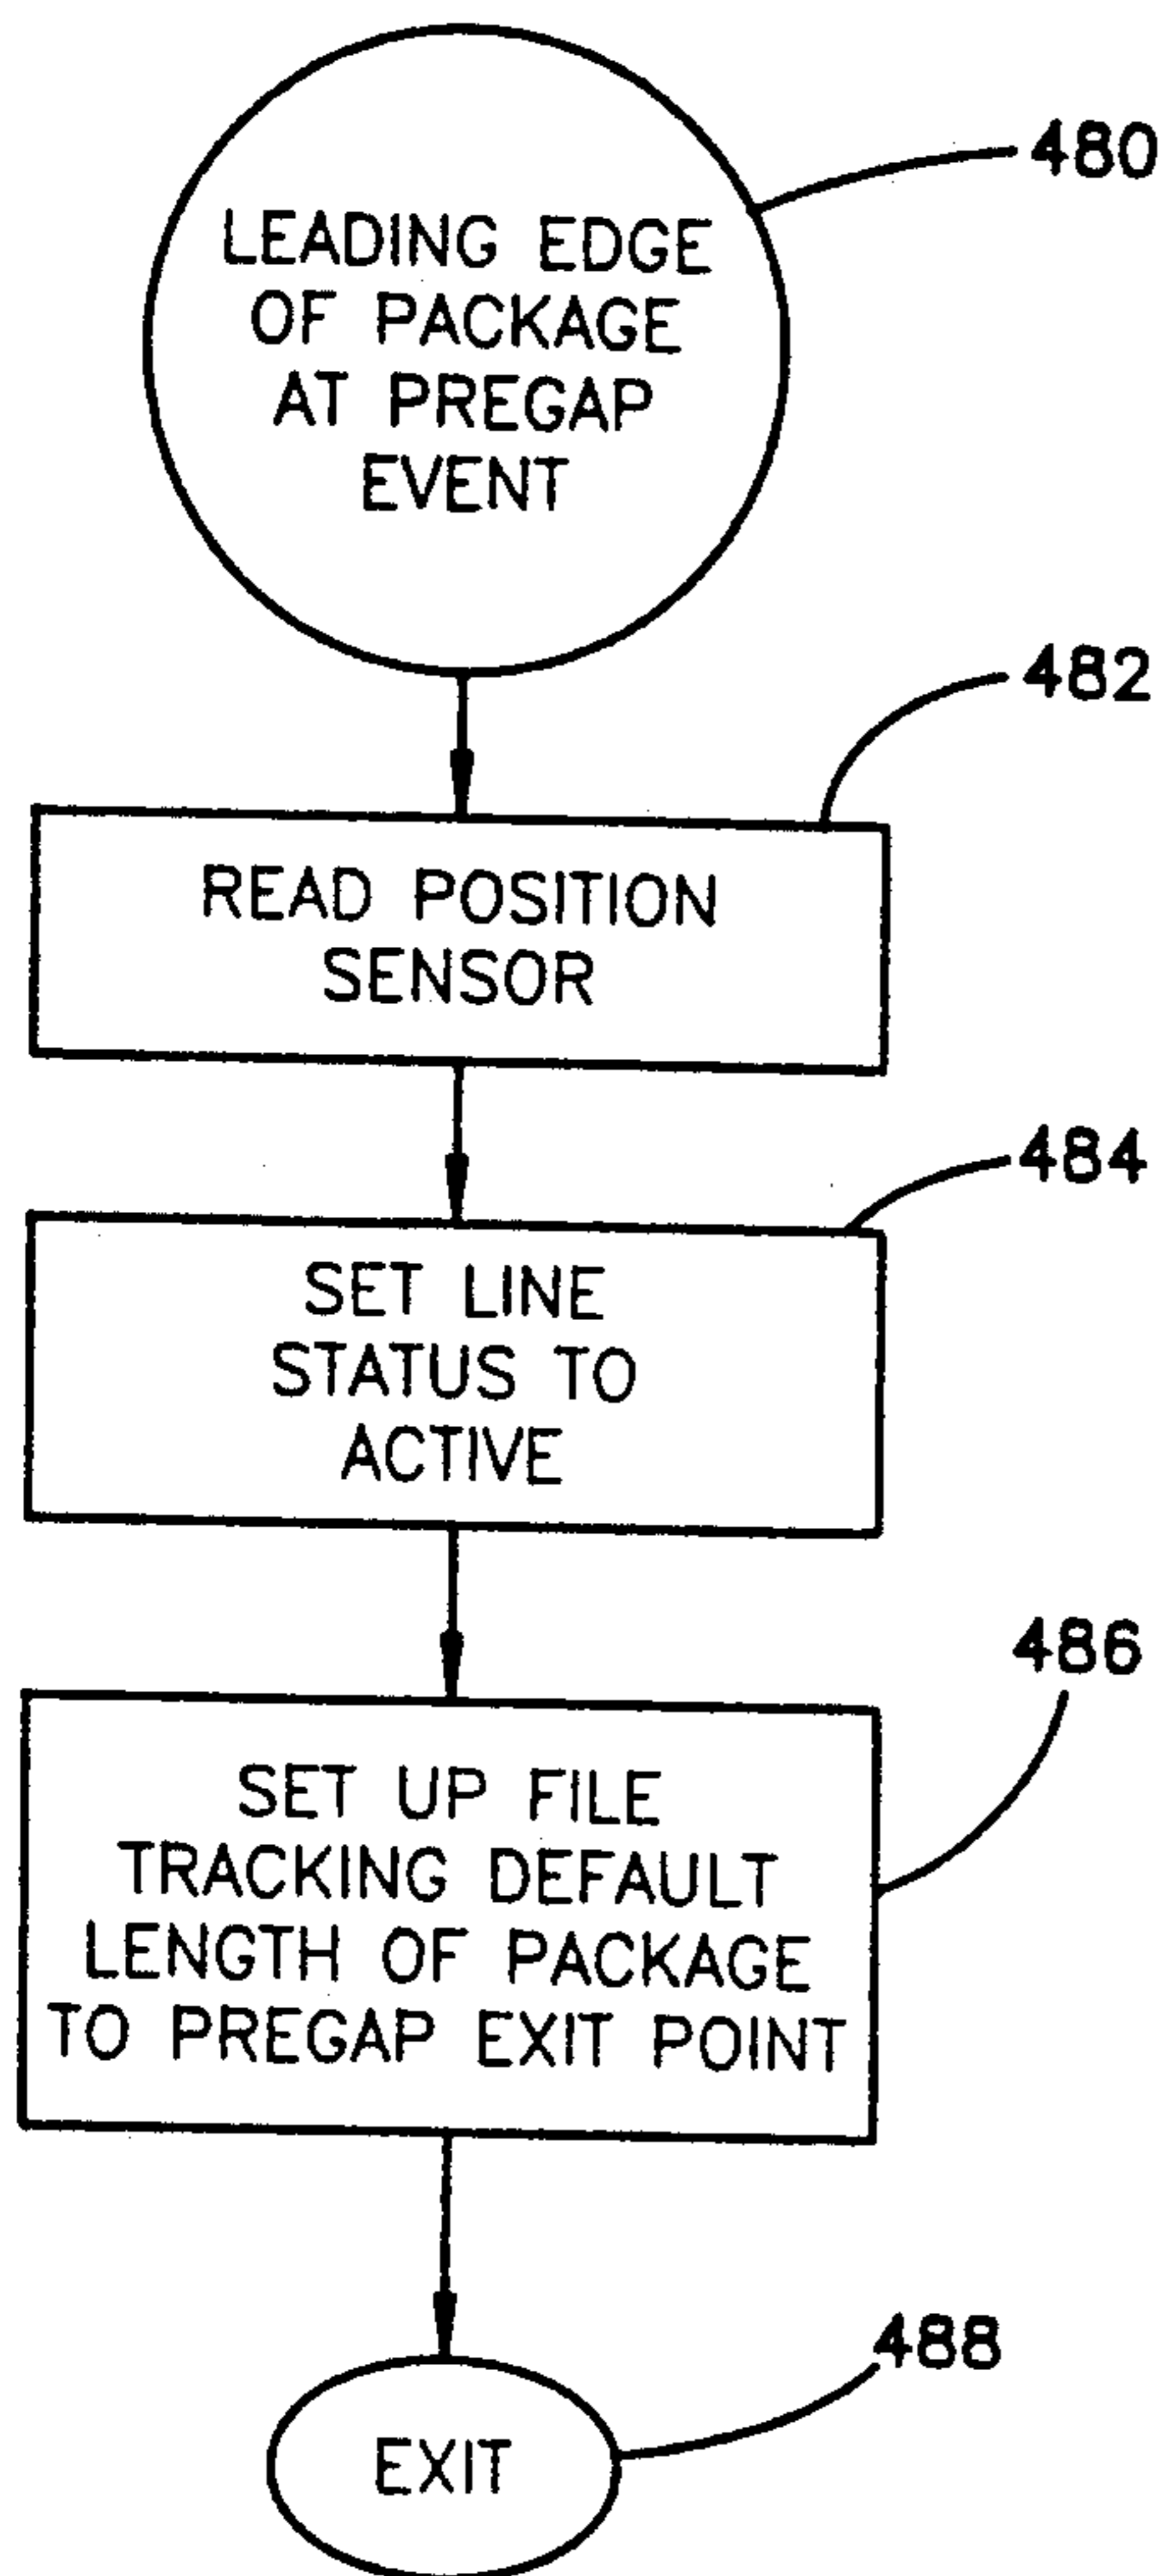 480
LEADING EDGE
OF PACKAGE
AT PREGAP
EVENT
482
READ POSITION
SENSOR
484
SET LINE
STATUS TO
ACTIVE
486
SET UP FILE
TRACKING DEFAULT
LENGTH OF PACKAGE
TO PREGAP EXIT POINT
488
EXIT